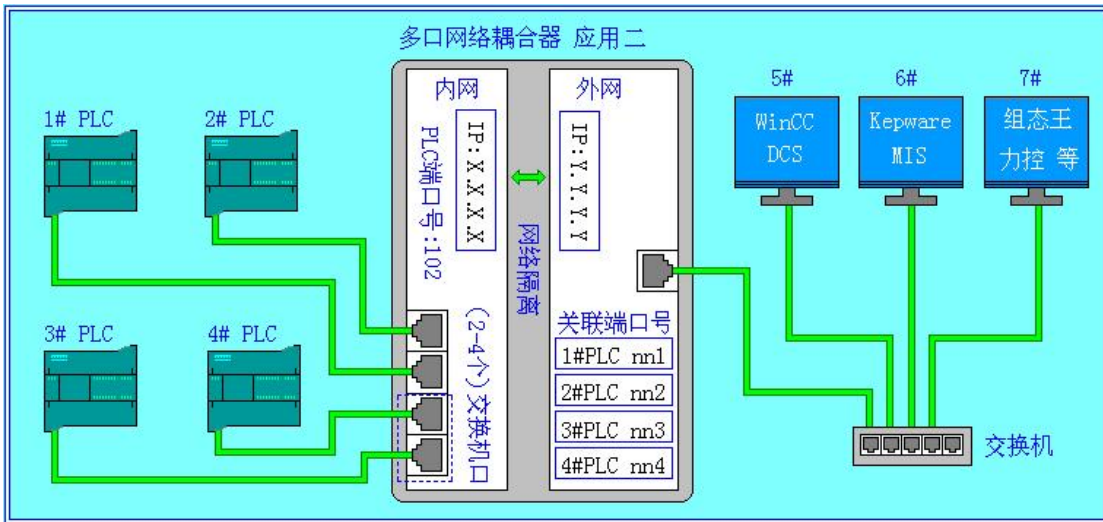 多口网络耦合器 应用二
1# PLC
2# PLC
3# PLC
4# PLC
内网
IP:X.X.X.X
PLC端口号:102
(2-4个)交换机口
网络隔离
外网
IP:Y.Y.Y.Y
关联端口号
1#PLC nn1
2#PLC nn2
3#PLC nn3
4#PLC nn4
5#
WinCC
DCS
6#
Kepware
MIS
7#
组态王
力控 等
交换机